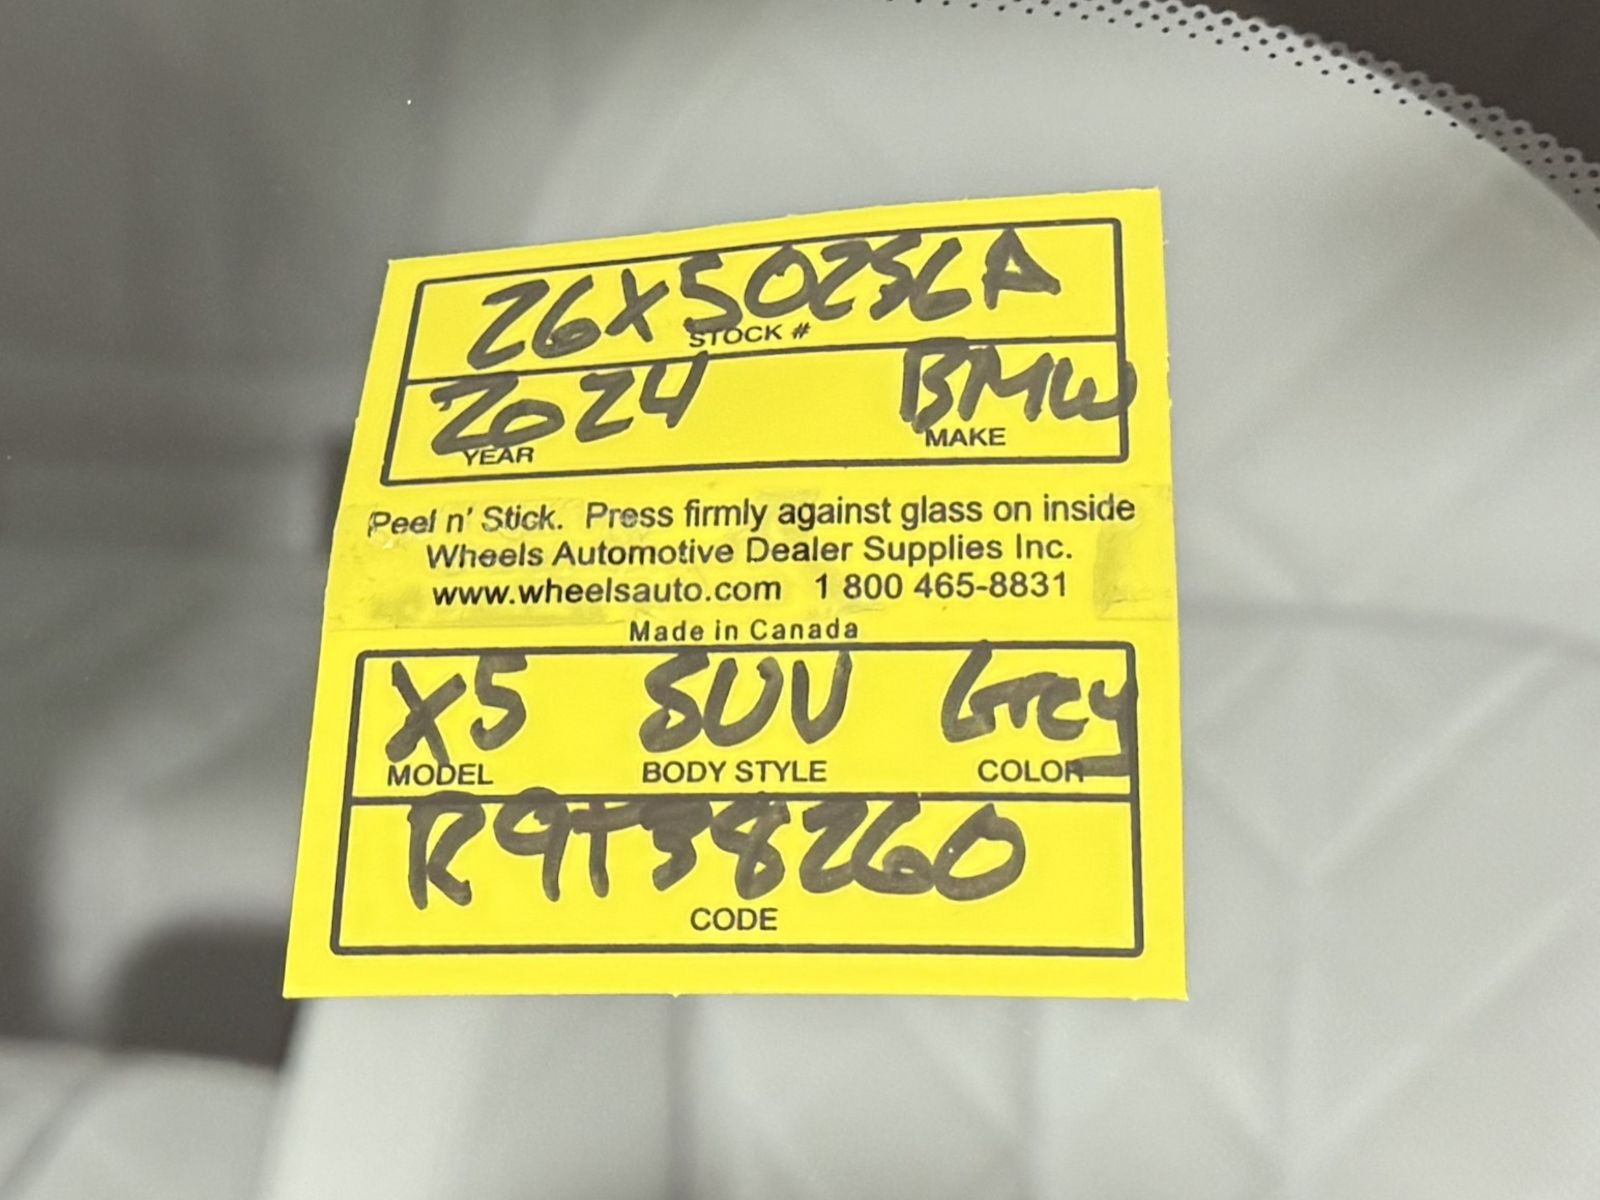 26X50236A
STOCK #
2024 BMW
YEAR MAKE
Peel n' Stick. Press firmly against glass on inside
Wheels Automotive Dealer Supplies Inc.
www.wheelsauto.com 1 800 465-8831
Made in Canada
X5 SUV Grey
MODEL BODY STYLE COLOR
R9T38260
CODE